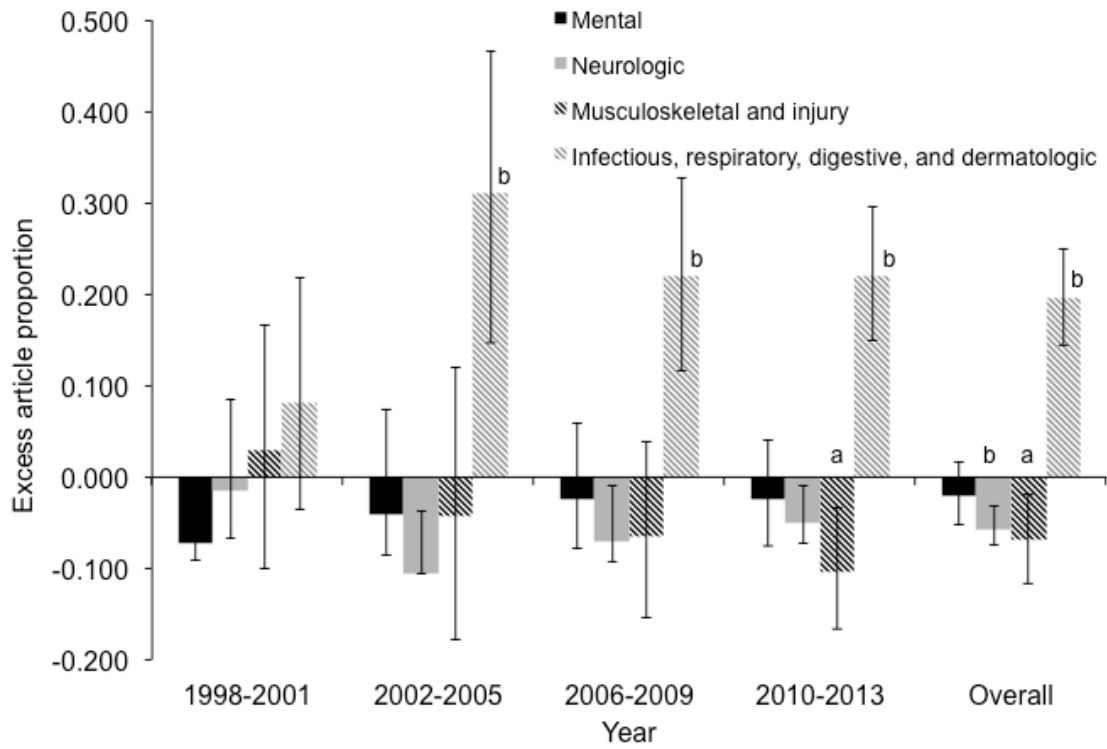 0.500
0.400
0.300
0.200
0.100
0.000
-0.100
-0.200
Excess article proportion
Mental
Neurologic
Musculoskeletal and injury
Infectious, respiratory, digestive, and dermatologic
b
b
b
a
b
a
b
1998-2001
2002-2005
2006-2009
2010-2013
Overall
Year